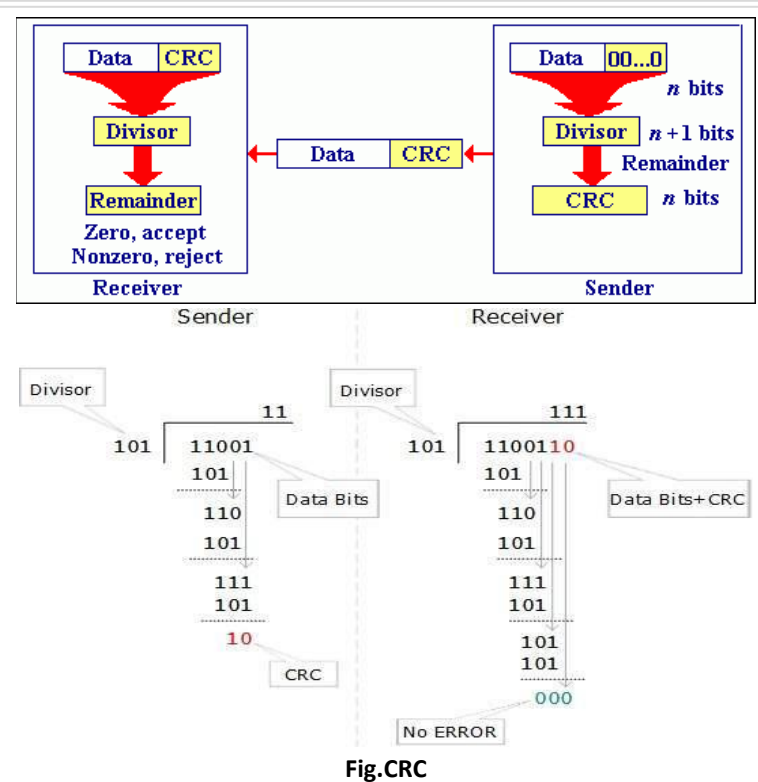 Data CRC
Divisor
Remainder
Zero, accept
Nonzero, reject
Receiver
Data CRC
Data 00...0
n bits
Divisor n +1 bits
Remainder
CRC n bits
Sender
Sender Receiver
Divisor
11
101 11001
101
Data Bits
110
101
111
101
10
CRC
Divisor
111
101 1100110
101
Data Bits+CRC
110
101
111
101
101
101
000
No ERROR
Fig.CRC